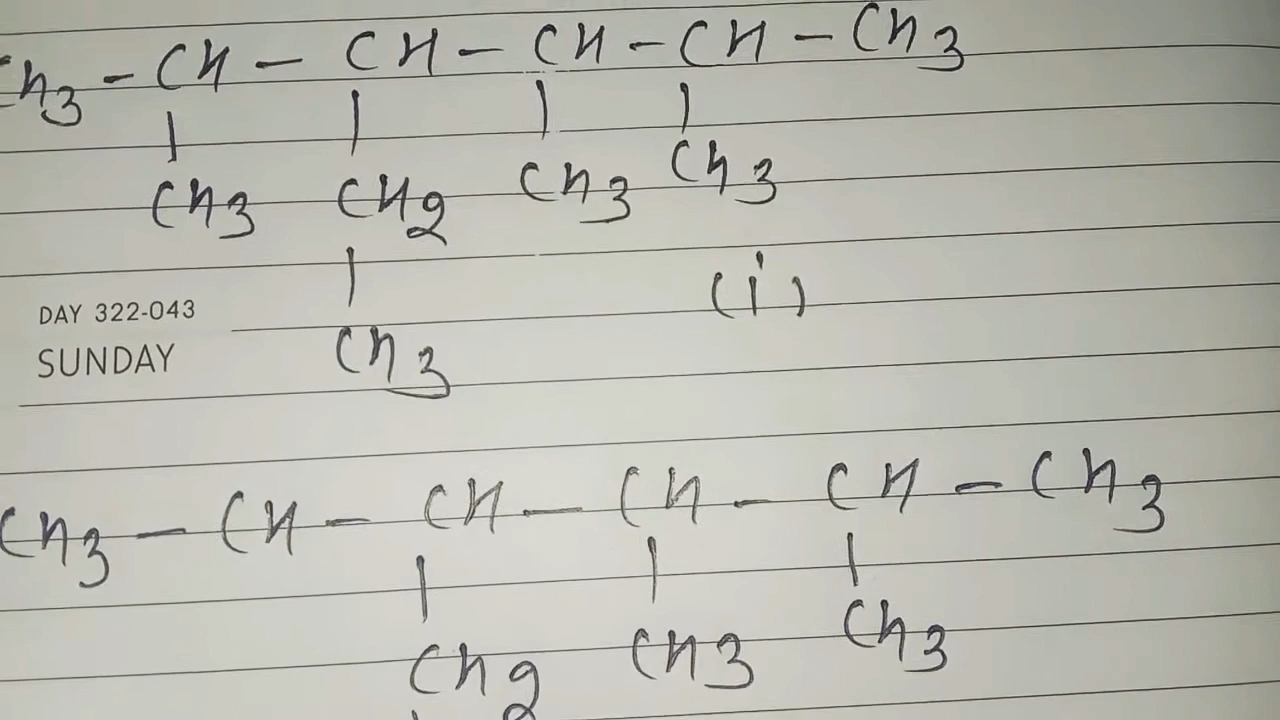 CH3 - CH - CH - CH - CH - CH3
| | | |
CH3 CH2 CH3 CH3
|
CH3
(i)
DAY 322-043
SUNDAY
CH3 - CH - CH - CH - CH - CH3
| | |
CH2 CH3 CH3